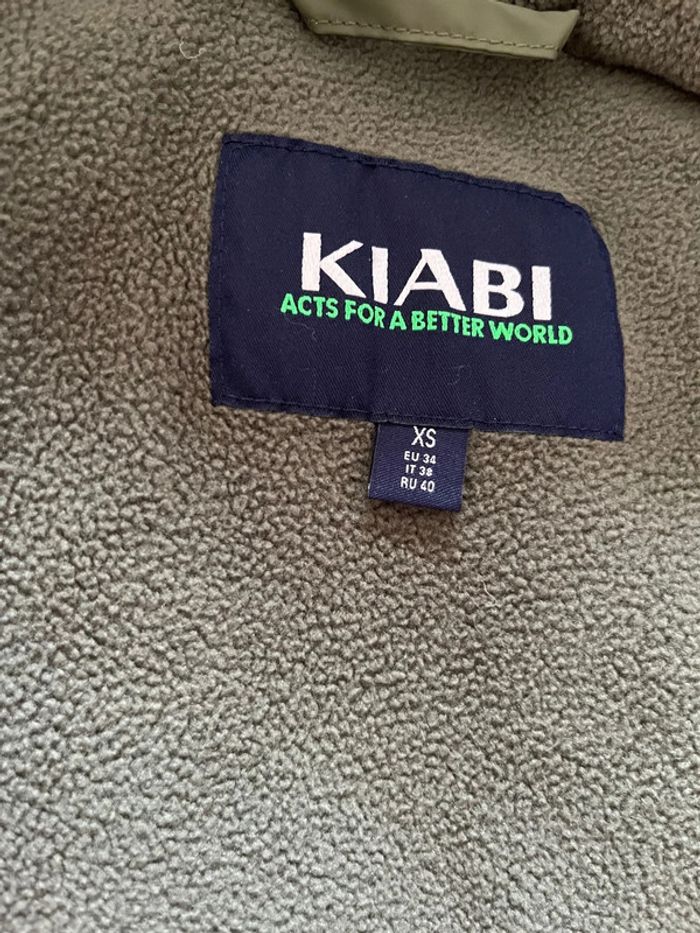 KIABI
ACTS FOR A BETTER WORLD
XS
EU 34
IT 38
RU 40